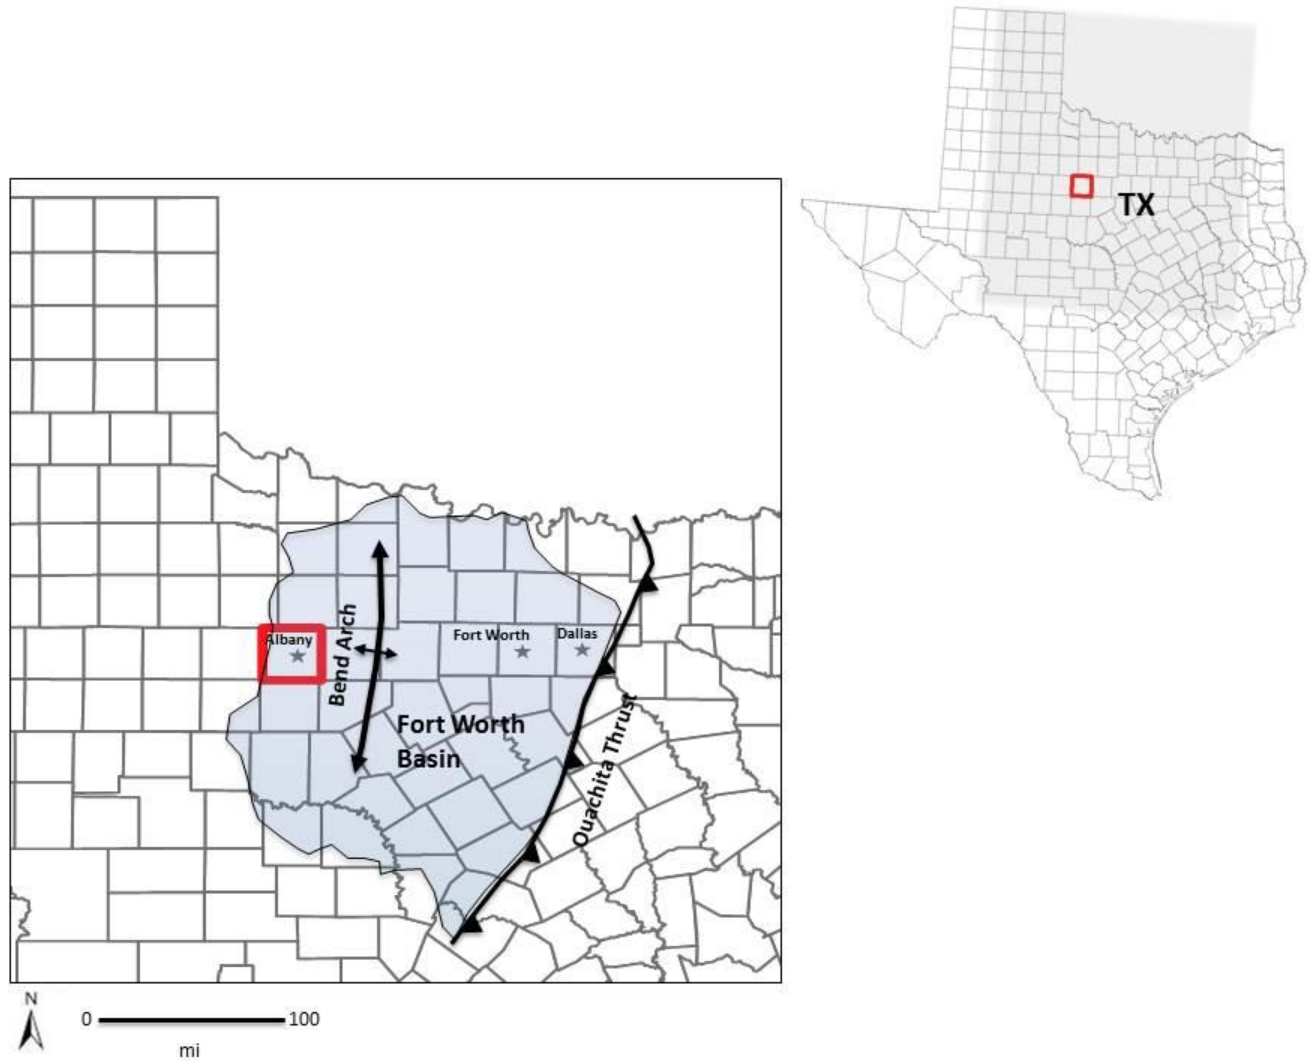 TX
Albany
Bend Arch
Fort Worth
Dallas
Fort Worth
Basin
Ouachita Thrust
N
0
100
mi